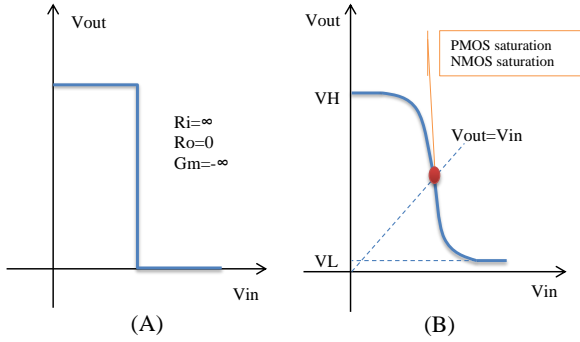 Vout
Ri=∞
Ro=0
Gm=-∞
Vin
(A)
Vout
PMOS saturation
NMOS saturation
VH
Vout=Vin
VL
Vin
(B)